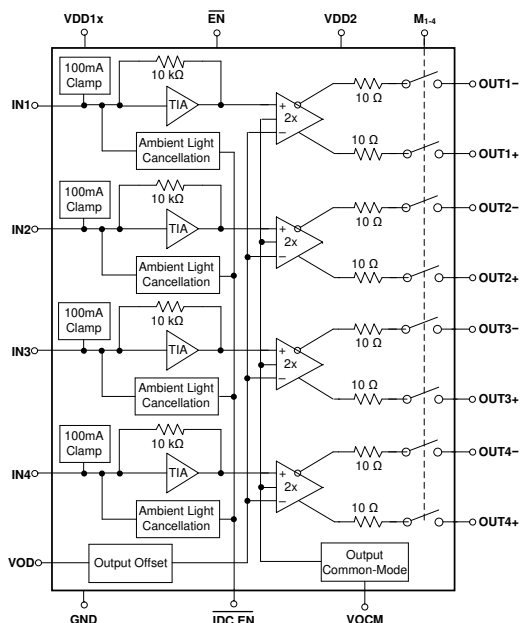 VDD1x
EN
VDD2
M1-4
100mA
Clamp
10 kΩ
IN1
TIA
Ambient Light
Cancellation
+
2x
−
10 Ω
OUT1−
10 Ω
OUT1+
100mA
Clamp
10 kΩ
IN2
TIA
Ambient Light
Cancellation
+
2x
−
10 Ω
OUT2−
10 Ω
OUT2+
100mA
Clamp
10 kΩ
IN3
TIA
Ambient Light
Cancellation
+
2x
−
10 Ω
OUT3−
10 Ω
OUT3+
100mA
Clamp
10 kΩ
IN4
TIA
Ambient Light
Cancellation
+
2x
−
10 Ω
OUT4−
10 Ω
OUT4+
VOD
Output Offset
Output
Common-Mode
GND
IDC_EN
VOCM